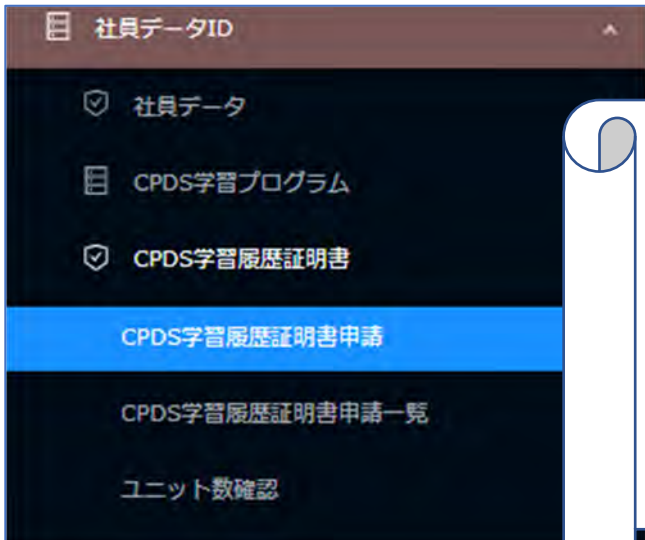 社員データID
社員データ
CPDS学習プログラム
CPDS学習履歴証明書
CPDS学習履歴証明書申請
CPDS学習履歴証明書申請一覧
ユニット数確認